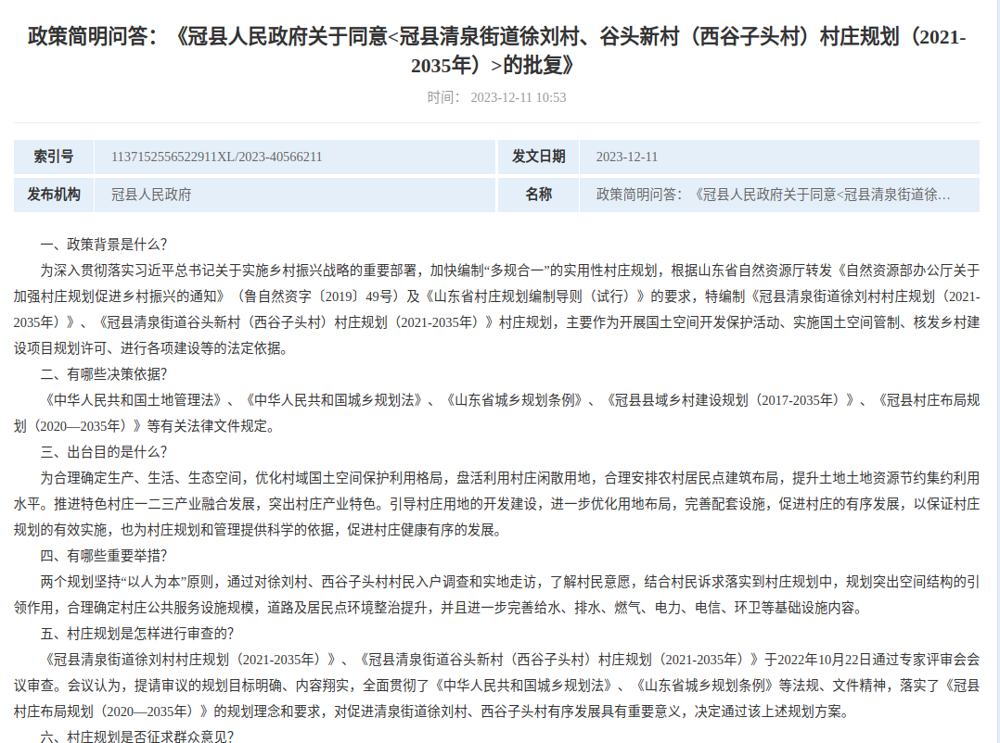 政策简明问答：《冠县人民政府关于同意<冠县清泉街道徐刘村、谷头新村（西谷子头村）村庄规划（2021-
2035年）>的批复》
时间： 2023-12-11 10:53
索引号 1137152556522911XL/2023-40566211 发文日期 2023-12-11
发布机构 冠县人民政府 名称 政策简明问答：《冠县人民政府关于同意<冠县清泉街道徐…
一、政策背景是什么？
为深入贯彻落实习近平总书记关于实施乡村振兴战略的重要部署，加快编制“多规合一”的实用性村庄规划，根据山东省自然资源厅转发《自然资源部办公厅关于
加强村庄规划促进乡村振兴的通知》（鲁自然资字〔2019〕49号）及《山东省村庄规划编制导则（试行）》的要求，特编制《冠县清泉街道徐刘村村庄规划（2021-
2035年）》、《冠县清泉街道谷头新村（西谷子头村）村庄规划（2021-2035年）》村庄规划，主要作为开展国土空间开发保护活动、实施国土空间管制、核发乡村建
设项目规划许可、进行各项建设等的法定依据。
二、有哪些决策依据？
《中华人民共和国土地管理法》、《中华人民共和国城乡规划法》、《山东省城乡规划条例》、《冠县县域乡村建设规划（2017-2035年）》、《冠县村庄布局规
划（2020—2035年）》等有关法律文件规定。
三、出台目的是什么？
为合理确定生产、生活、生态空间，优化村域国土空间保护利用格局，盘活利用村庄闲散用地，合理安排农村居民点建筑布局，提升土地土地资源节约集约利用
水平。推进特色村庄一二三产业融合发展，突出村庄产业特色。引导村庄用地的开发建设，进一步优化用地布局，完善配套设施，促进村庄的有序发展，以保证村庄
规划的有效实施，也为村庄规划和管理提供科学的依据，促进村庄健康有序的发展。
四、有哪些重要举措？
两个规划坚持“以人为本”原则，通过对徐刘村、西谷子头村村民入户调查和实地走访，了解村民意愿，结合村民诉求落实到村庄规划中，规划突出空间结构的引
领作用，合理确定村庄公共服务设施规模，道路及居民点环境整治提升，并且进一步完善给水、排水、燃气、电力、电信、环卫等基础设施内容。
五、村庄规划是怎样进行审查的？
《冠县清泉街道徐刘村村庄规划（2021-2035年）》、《冠县清泉街道谷头新村（西谷子头村）村庄规划（2021-2035年）》于2022年10月22日通过专家评审会会
议审查。会议认为，提请审议的规划目标明确、内容翔实，全面贯彻了《中华人民共和国城乡规划法》、《山东省城乡规划条例》等法规、文件精神，落实了《冠县
村庄布局规划（2020—2035年）》的规划理念和要求，对促进清泉街道徐刘村、西谷子头村有序发展具有重要意义，决定通过该上述规划方案。
六、村庄规划是否征求群众意见？